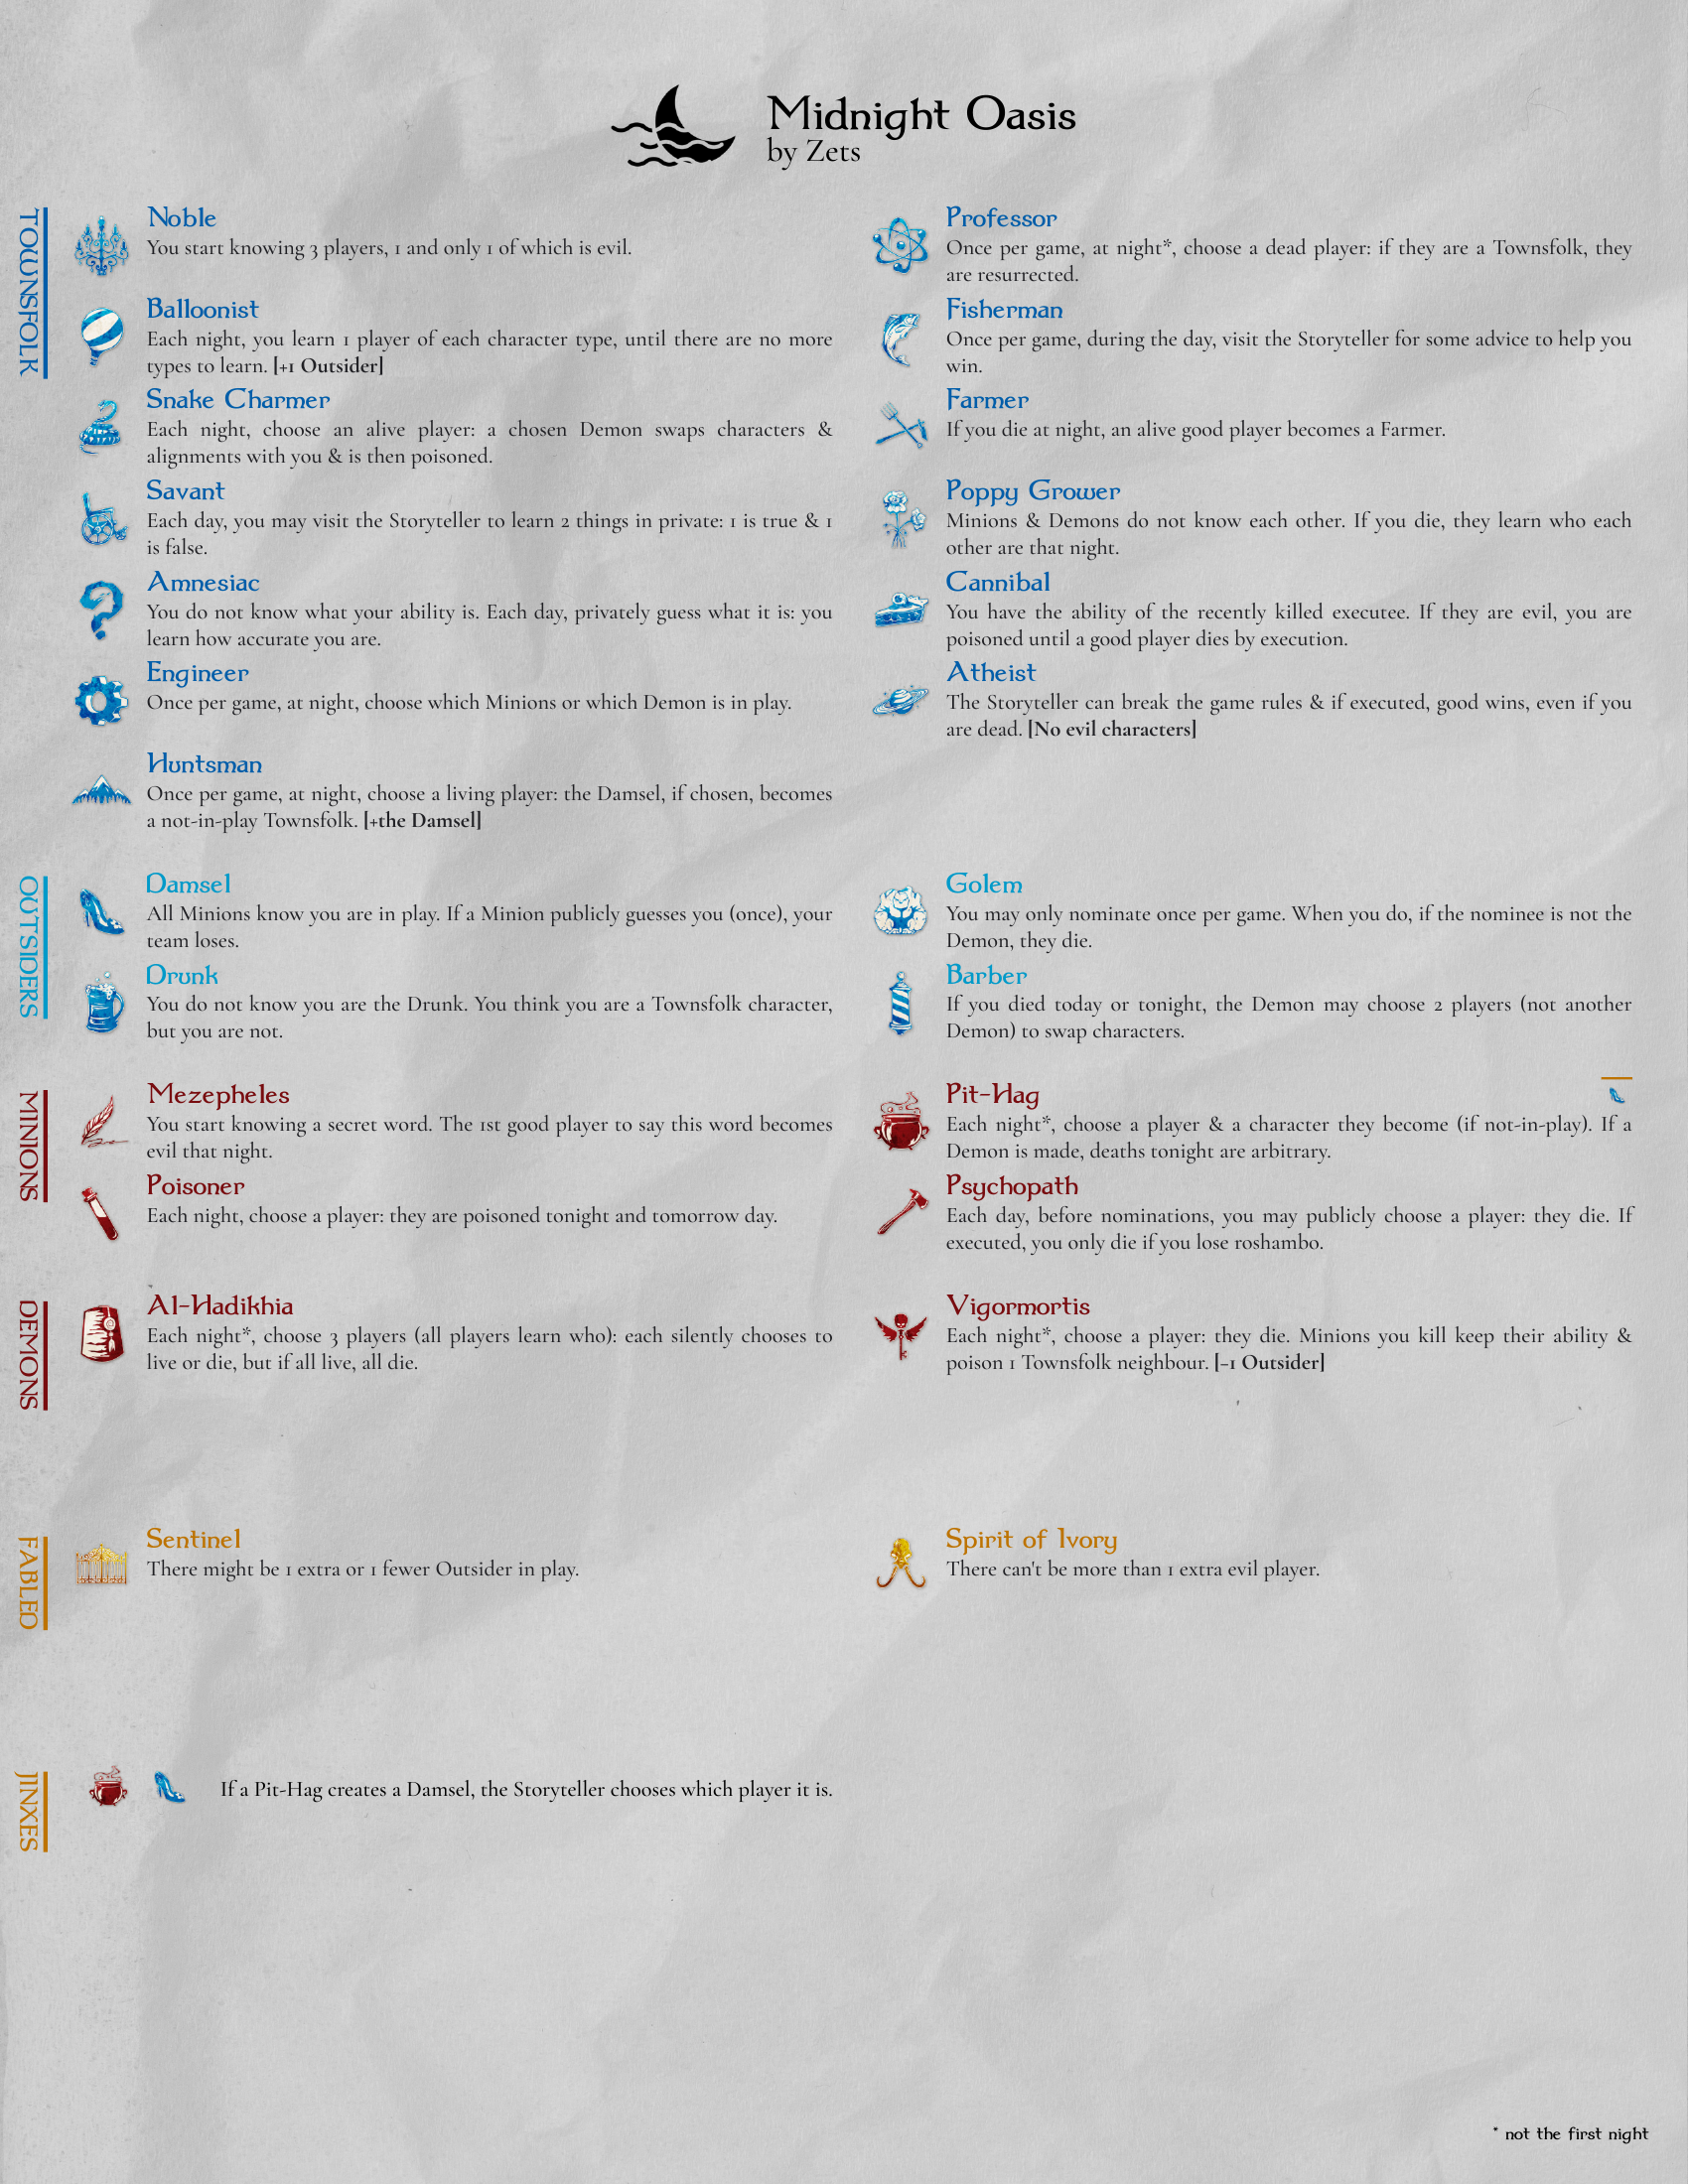 Midnight Oasis
by Zets
TOWNSFOLK
Noble
You start knowing 3 players, 1 and only 1 of which is evil.
Balloonist
Each night, you learn 1 player of each character type, until there are no more
types to learn. [+1 Outsider]
Snake Charmer
Each night, choose an alive player: a chosen Demon swaps characters &
alignments with you & is then poisoned.
Savant
Each day, you may visit the Storyteller to learn 2 things in private: 1 is true & 1
is false.
Amnesiac
You do not know what your ability is. Each day, privately guess what it is: you
learn how accurate you are.
Engineer
Once per game, at night, choose which Minions or which Demon is in play.
Huntsman
Once per game, at night, choose a living player: the Damsel, if chosen, becomes
a not-in-play Townsfolk. [+the Damsel]
Professor
Once per game, at night*, choose a dead player: if they are a Townsfolk, they
are resurrected.
Fisherman
Once per game, during the day, visit the Storyteller for some advice to help you
win.
Farmer
If you die at night, an alive good player becomes a Farmer.
Poppy Grower
Minions & Demons do not know each other. If you die, they learn who each
other are that night.
Cannibal
You have the ability of the recently killed executee. If they are evil, you are
poisoned until a good player dies by execution.
Atheist
The Storyteller can break the game rules & if executed, good wins, even if you
are dead. [No evil characters]
OUTSIDERS
Damsel
All Minions know you are in play. If a Minion publicly guesses you (once), your
team loses.
Drunk
You do not know you are the Drunk. You think you are a Townsfolk character,
but you are not.
Golem
You may only nominate once per game. When you do, if the nominee is not the
Demon, they die.
Barber
If you died today or tonight, the Demon may choose 2 players (not another
Demon) to swap characters.
MINIONS
Mezepheles
You start knowing a secret word. The 1st good player to say this word becomes
evil that night.
Poisoner
Each night, choose a player: they are poisoned tonight and tomorrow day.
Pit-Hag
Each night*, choose a player & a character they become (if not-in-play). If a
Demon is made, deaths tonight are arbitrary.
Psychopath
Each day, before nominations, you may publicly choose a player: they die. If
executed, you only die if you lose roshambo.
DEMONS
Al-Hadikhia
Each night*, choose 3 players (all players learn who): each silently chooses to
live or die, but if all live, all die.
Vigormortis
Each night*, choose a player: they die. Minions you kill keep their ability &
poison 1 Townsfolk neighbour. [-1 Outsider]
FABLED
Sentinel
There might be 1 extra or 1 fewer Outsider in play.
Spirit of Ivory
There can't be more than 1 extra evil player.
JINXES
If a Pit-Hag creates a Damsel, the Storyteller chooses which player it is.
* not the first night